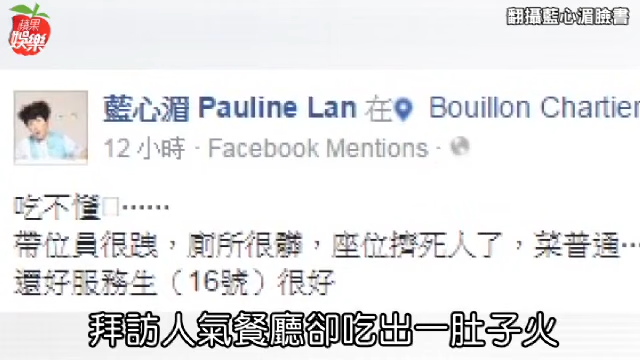 蘋果
娛樂
翻攝藍心湄臉書
藍心湄 Pauline Lan 在 Bouillon Chartier
12 小時 · Facebook Mentions ·
吃不懂……
帶位員很跩，廁所很髒，座位擠死人了，菜普通…
還好服務生（16號）很好
拜訪人氣餐廳卻吃出一肚子火